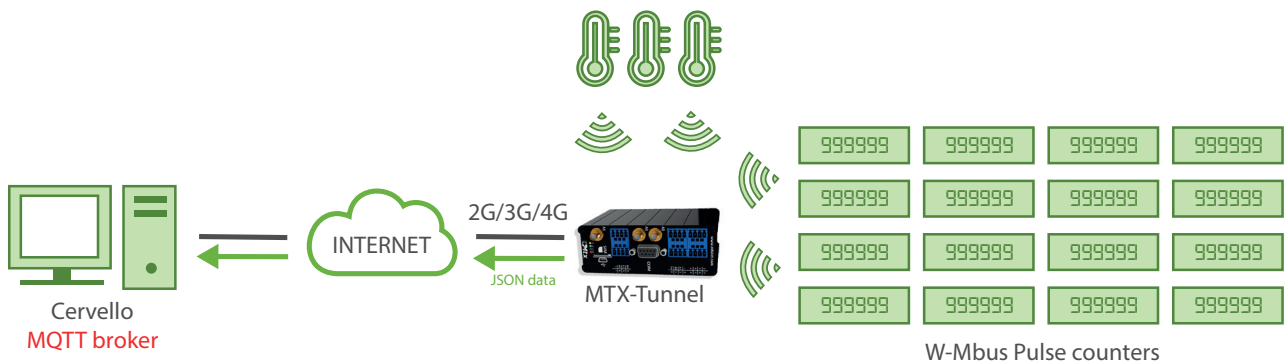 999999 999999 999999 999999
999999 999999 999999 999999
2G/3G/4G
INTERNET
999999 999999 999999 999999
JSON data
MTX-Tunnel
999999 999999 999999 999999
Cervello
MQTT broker
W-Mbus Pulse counters